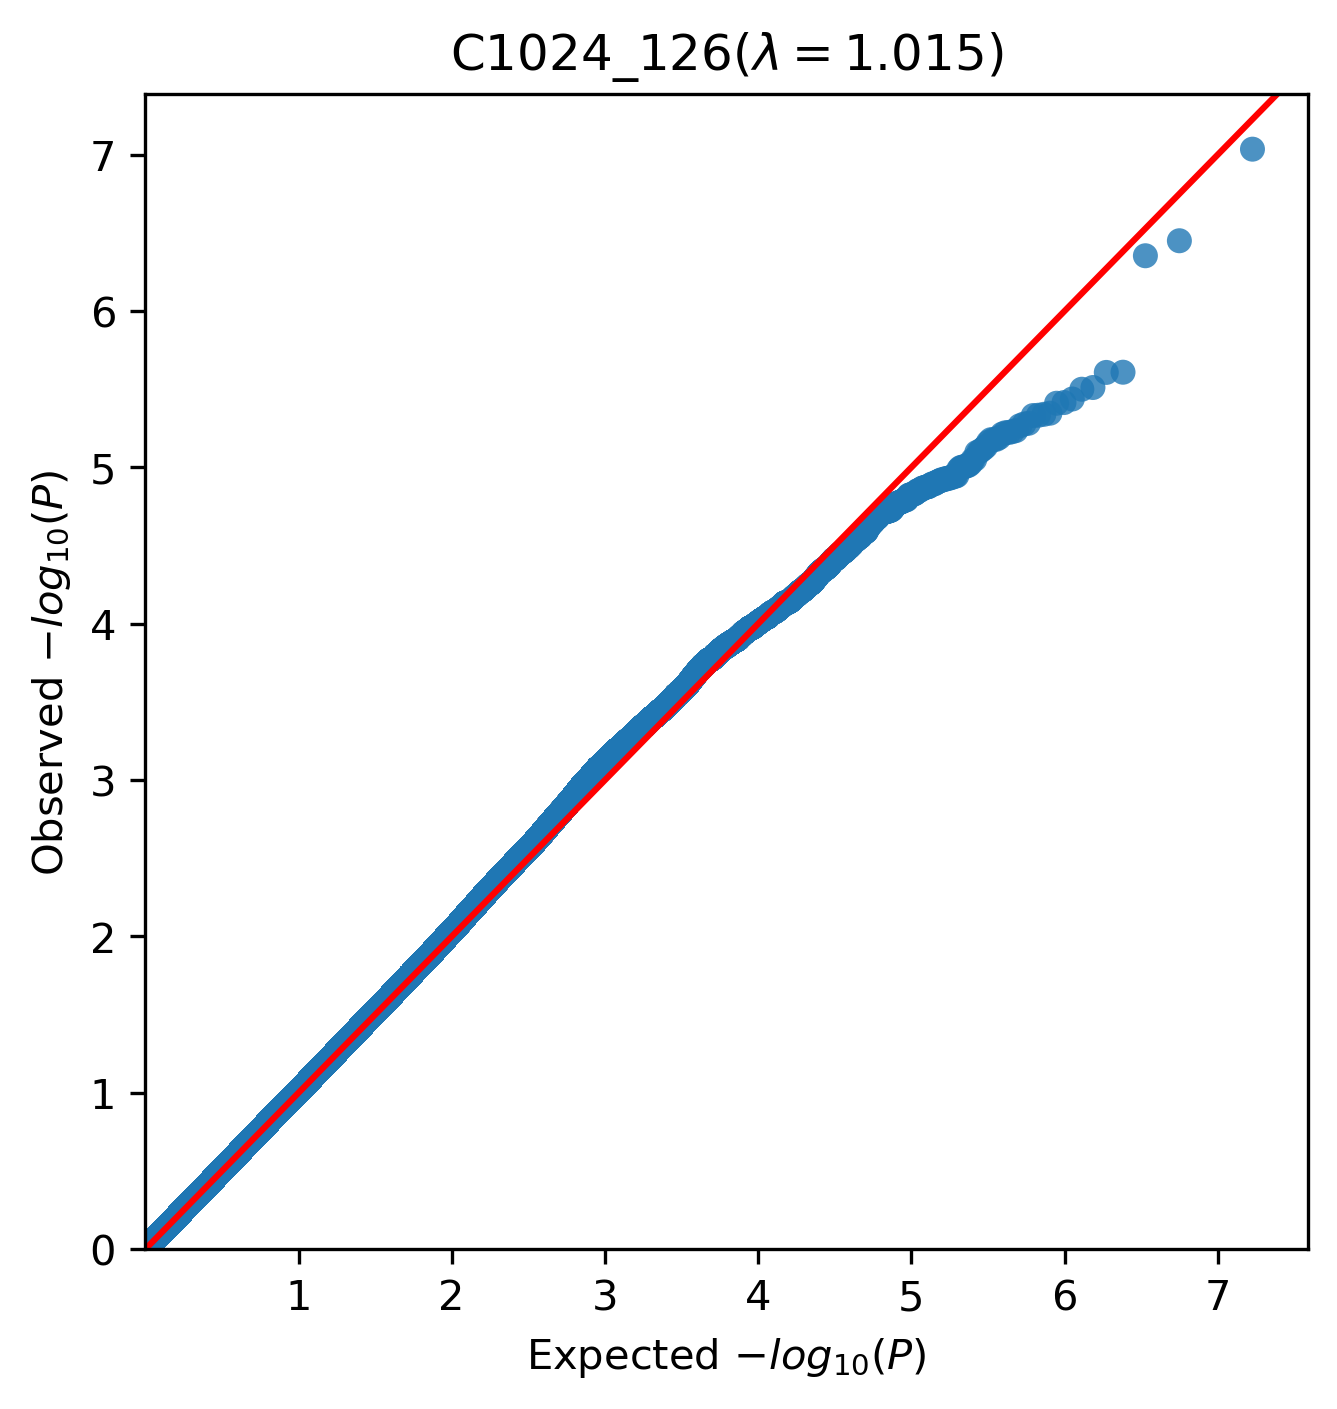 C1024_126(λ = 1.015)
7
6
5
4
3
2
1
0
Observed −log₁₀(P)
1 2 3 4 5 6 7
Expected −log₁₀(P)